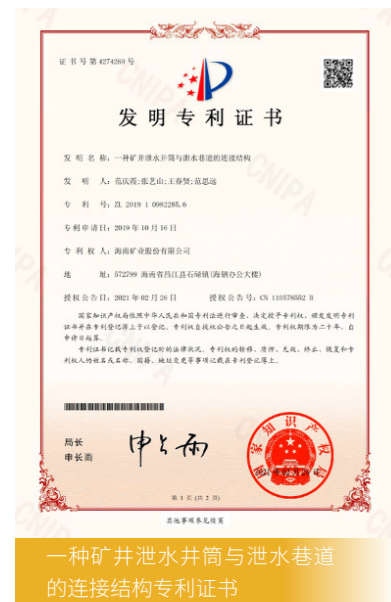 证书号第4274269号
发明专利证书
发 明 名 称：一种矿井泄水井筒与泄水巷道的连接结构
发 明 人：范庆霞;张艺山;王春贤;范思远
专 利 号：ZL 2019 1 0982285.6
专利申请日：2019年10月16日
专 利 权 人：海南矿业股份有限公司
地 址：572799 海南省昌江县石碌镇(海钢办公大楼)
授权公告日：2021年02月26日 授权公告号：CN 110578552 B
国家知识产权局依照中华人民共和国专利法进行审查，决定授予专利权，颁发发明专利
证书并在专利登记簿上予以登记。专利权自授权公告之日起生效。专利权期限为二十年，自
申请日起算。
专利证书记载专利权登记时的法律状况。专利权的转移、质押、无效、终止、恢复和专
利权人的姓名或名称、国籍、地址变更等事项记载在专利登记簿上。
局长
申长雨
国家知识产权局
第 1 页 (共 2 页)
其他事项参见续页
一种矿井泄水井筒与泄水巷道
的连接结构专利证书